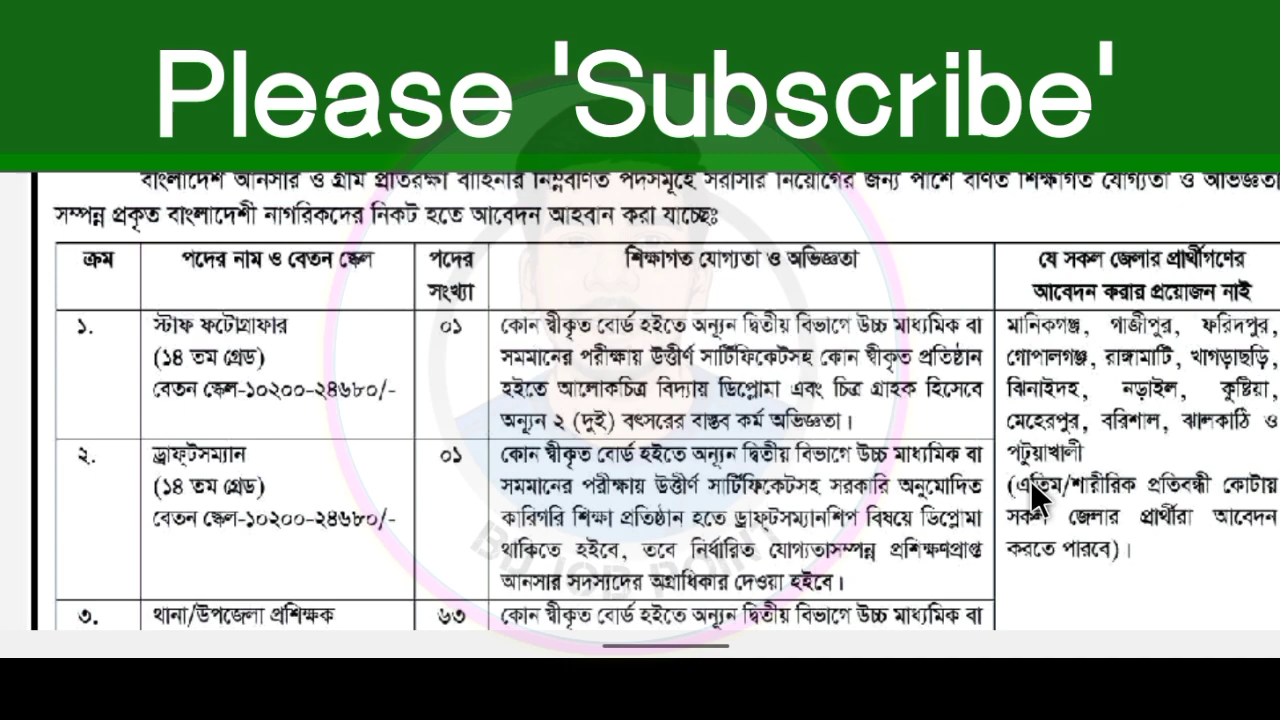 Please 'Subscribe'
বাংলাদেশ আনসার ও গ্রাম প্রতিরক্ষা বাহিনীর নিম্নবর্ণিত পদসমূহে সরাসরি নিয়োগের জন্য পাশে বর্ণিত শিক্ষাগত যোগ্যতা ও অভিজ্ঞতা
সম্পন্ন প্রকৃত বাংলাদেশী নাগরিকদের নিকট হতে আবেদন আহবান করা যাচ্ছেঃ
ক্রম
পদের নাম ও বেতন স্কেল
পদের
সংখ্যা
শিক্ষাগত যোগ্যতা ও অভিজ্ঞতা
যে সকল জেলার প্রার্থীগণের
আবেদন করার প্রয়োজন নাই
১.
স্টাফ ফটোগ্রাফার
(১৪ তম গ্রেড)
বেতন স্কেল-১০২০০-২৪৬৮০/-
০১
কোন স্বীকৃত বোর্ড হইতে অন্যূন দ্বিতীয় বিভাগে উচ্চ মাধ্যমিক বা
সমমানের পরীক্ষায় উত্তীর্ণ সার্টিফিকেটসহ কোন স্বীকৃত প্রতিষ্ঠান
হইতে আলোকচিত্র বিদ্যায় ডিপ্লোমা এবং চিত্র গ্রাহক হিসেবে
অন্যূন ২ (দুই) বৎসরের বাস্তব কর্ম অভিজ্ঞতা।
মানিকগঞ্জ, গাজীপুর, ফরিদপুর,
গোপালগঞ্জ, রাঙ্গামাটি, খাগড়াছড়ি,
ঝিনাইদহ, নড়াইল, কুষ্টিয়া,
মেহেরপুর, বরিশাল, ঝালকাঠি ও
পটুয়াখালী
(এতিম/শারীরিক প্রতিবন্ধী কোটায়
সকল জেলার প্রার্থীরা আবেদন
করতে পারবে)।
২.
ড্রাফ্টসম্যান
(১৪ তম গ্রেড)
বেতন স্কেল-১০২০০-২৪৬৮০/-
০১
কোন স্বীকৃত বোর্ড হইতে অন্যূন দ্বিতীয় বিভাগে উচ্চ মাধ্যমিক বা
সমমানের পরীক্ষায় উত্তীর্ণ সার্টিফিকেটসহ সরকারি অনুমোদিত
কারিগরি শিক্ষা প্রতিষ্ঠান হতে ড্রাফ্টসম্যানশিপ বিষয়ে ডিপ্লোমা
থাকিতে হইবে, তবে নির্ধারিত যোগ্যতাসম্পন্ন প্রশিক্ষণপ্রাপ্ত
আনসার সদস্যদের অগ্রাধিকার দেওয়া হইবে।
৩.
থানা/উপজেলা প্রশিক্ষক
৬৩
কোন স্বীকৃত বোর্ড হইতে অন্যূন দ্বিতীয় বিভাগে উচ্চ মাধ্যমিক বা